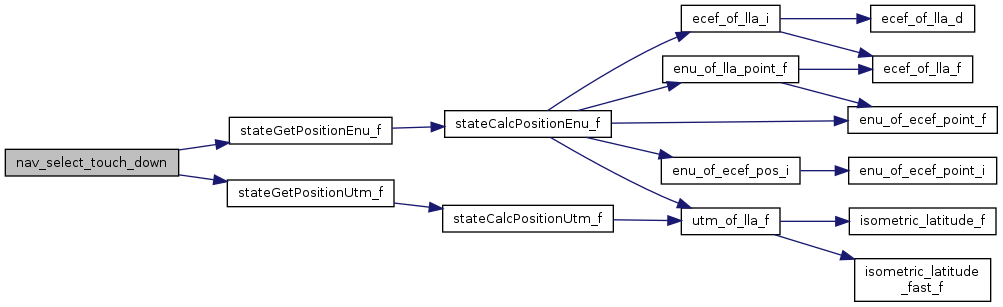 nav_select_touch_down
stateGetPositionEnu_f
stateGetPositionUtm_f
stateCalcPositionEnu_f
stateCalcPositionUtm_f
ecef_of_lla_i
enu_of_lla_point_f
enu_of_ecef_pos_i
utm_of_lla_f
ecef_of_lla_d
ecef_of_lla_f
enu_of_ecef_point_f
enu_of_ecef_point_i
isometric_latitude_f
isometric_latitude
_fast_f